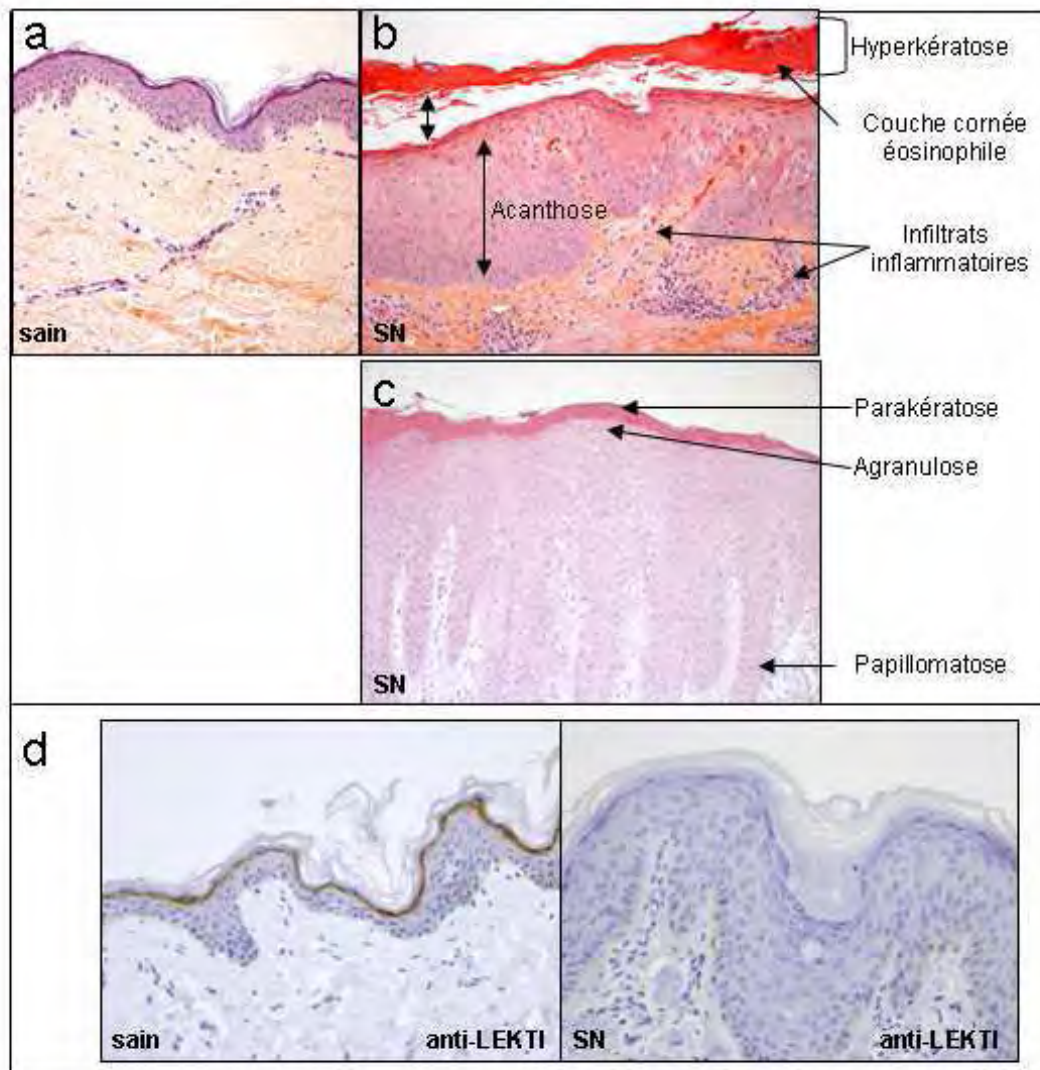 a
sain
b
Acanthose
SN
Hyperkératose
Couche cornée
éosinophile
Infiltrats
inflammatoires
c
SN
Parakératose
Agranulose
Papillomatose
d
sain
anti-LEKTI
SN
anti-LEKTI